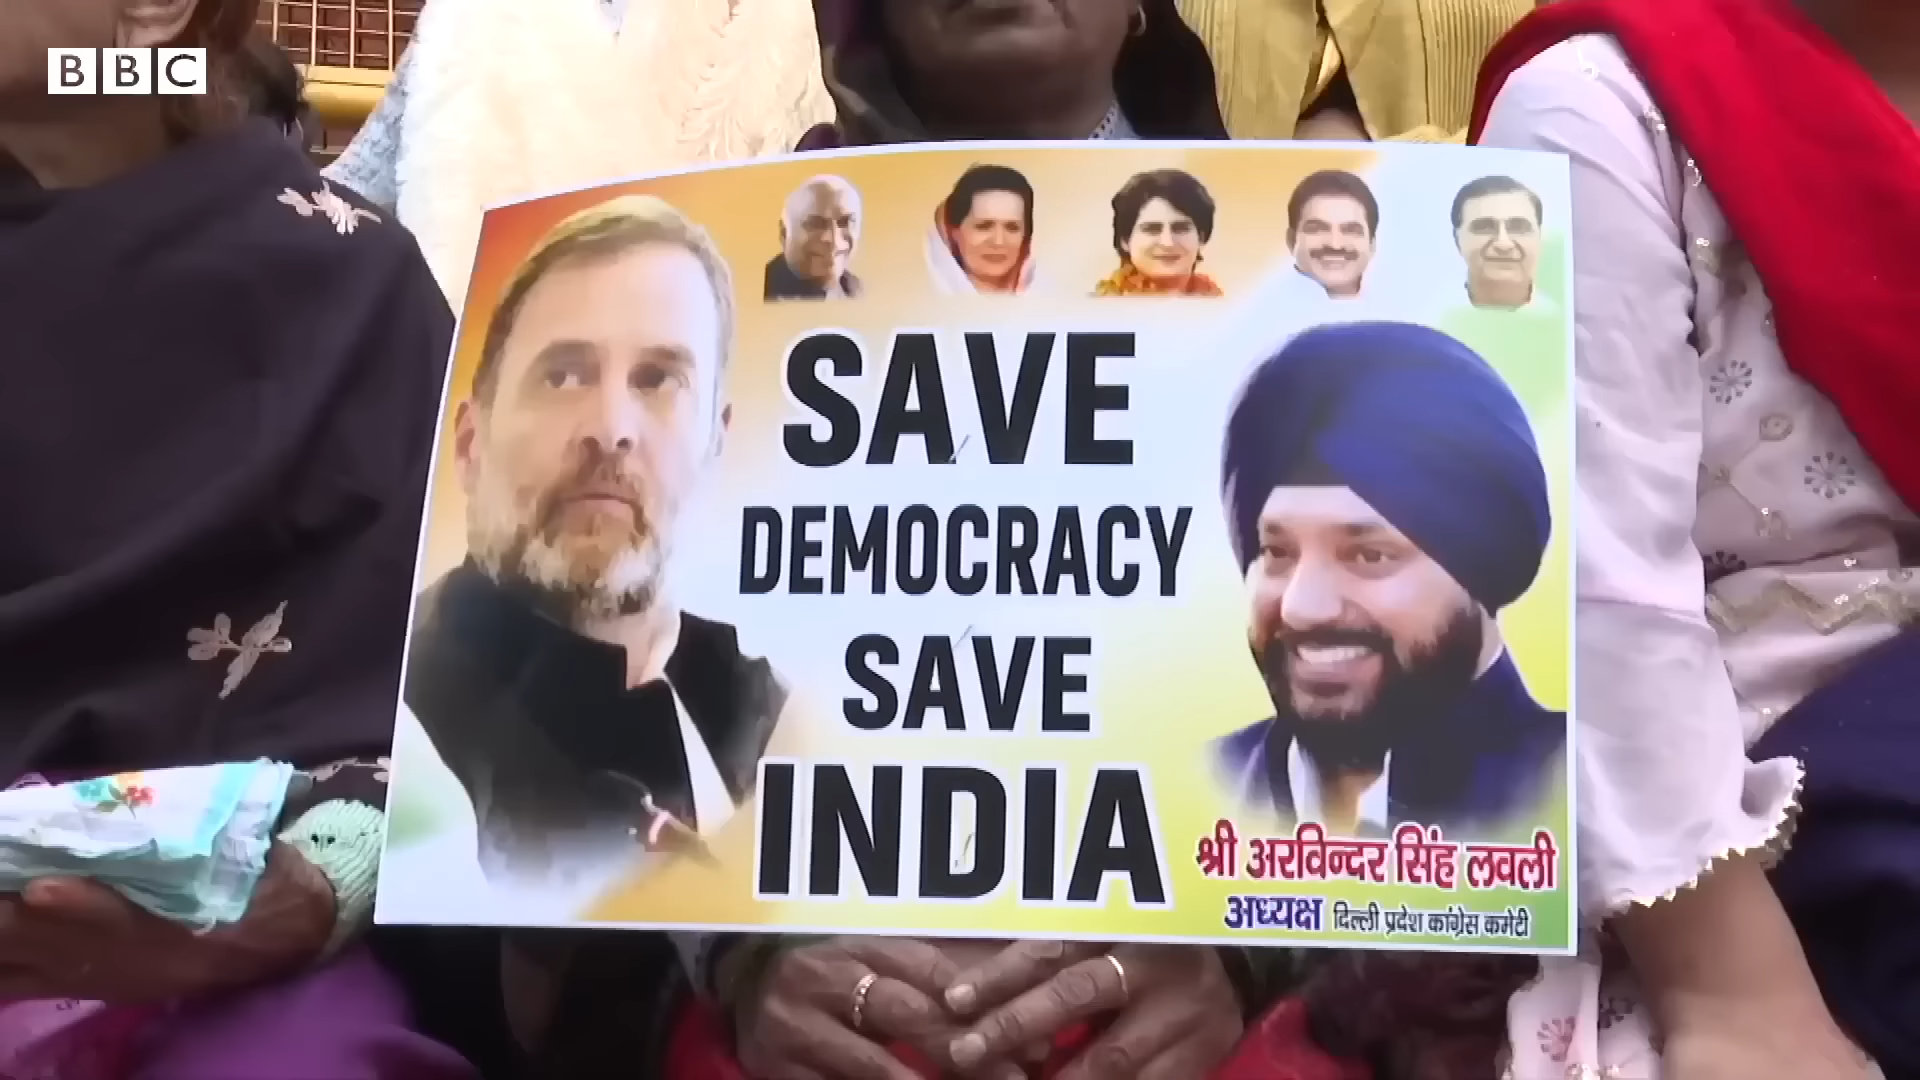 BBC
SAVE
DEMOCRACY
SAVE
INDIA
श्री अरविन्दर सिंह लवली
अध्यक्ष दिल्ली प्रदेश कांग्रेस कमेटी